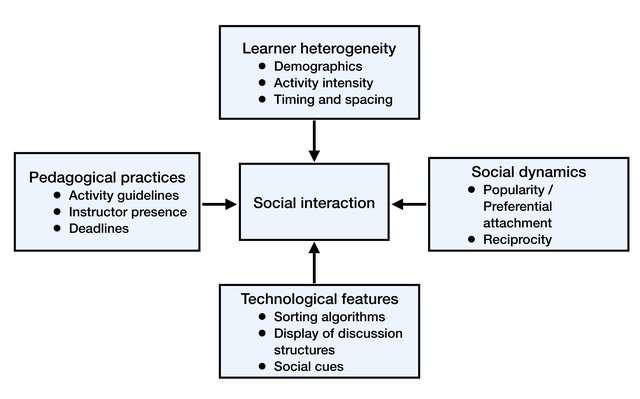 Learner heterogeneity
● Demographics
● Activity intensity
● Timing and spacing
Pedagogical practices
● Activity guidelines
● Instructor presence
● Deadlines
Social interaction
Social dynamics
● Popularity /
Preferential
attachment
● Reciprocity
Technological features
● Sorting algorithms
● Display of discussion
structures
● Social cues